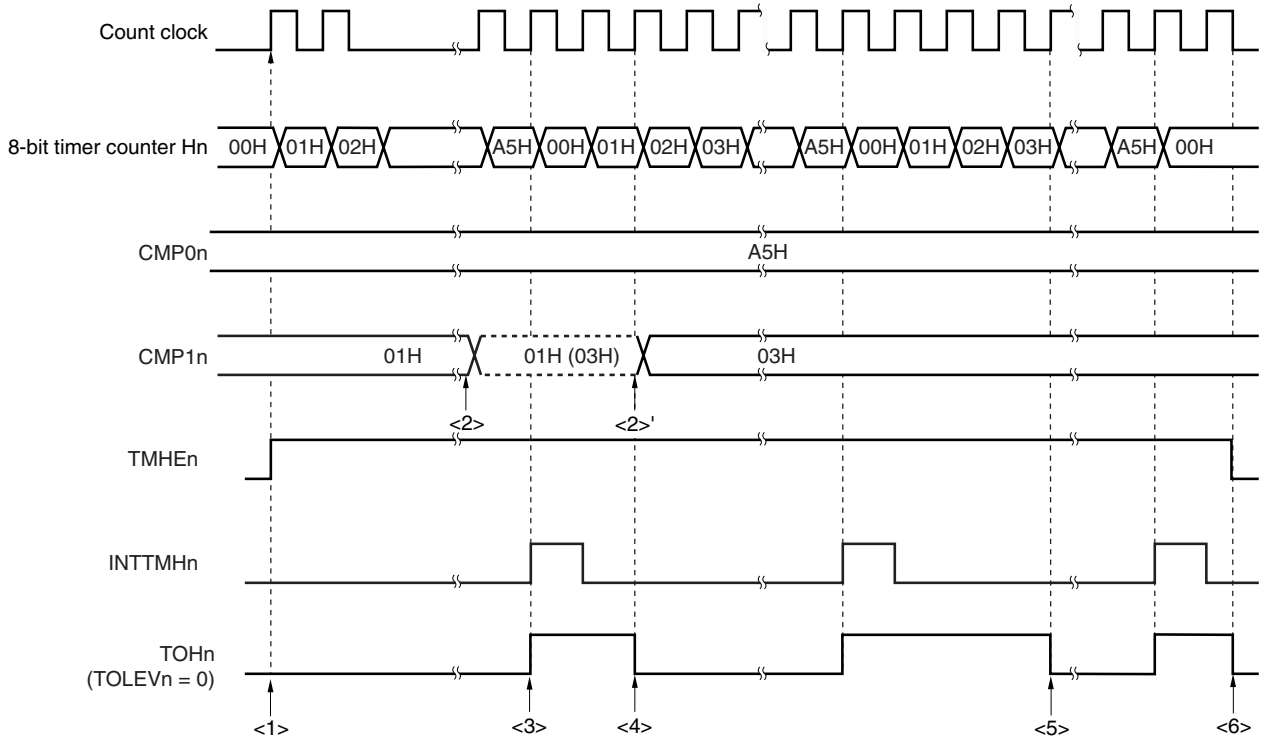 Count clock
8-bit timer counter Hn 00H 01H 02H A5H 00H 01H 02H 03H A5H 00H 01H 02H 03H A5H 00H
CMP0n A5H
CMP1n 01H 01H (03H) 03H
<2> <2>'
TMHEn
INTTMHn
TOHn
(TOLEVn = 0)
<1> <3> <4> <5> <6>